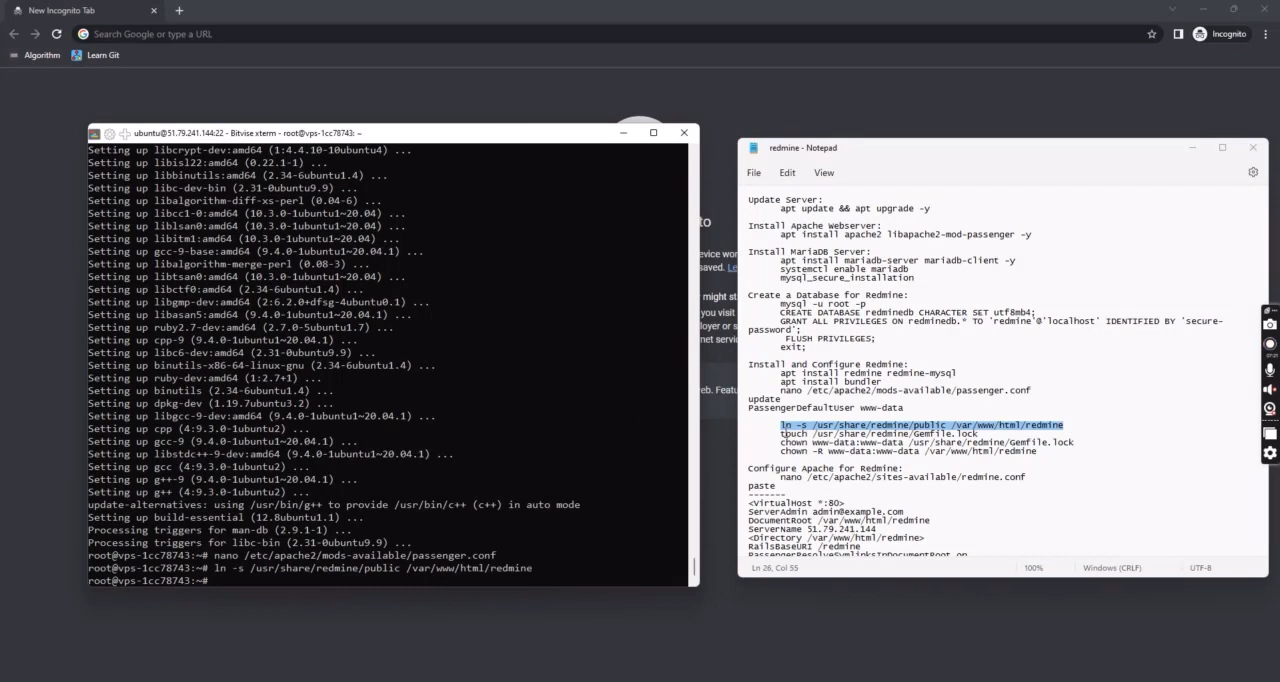 New Incognito Tab
Search Google or type a URL
Incognito
Algorithm
Learn Git
ubuntu@51.79.241.144:22 - Bitvise xterm - root@vps-1cc78743: ~
Setting up libcrypt-dev:amd64 (1:4.4.10-10ubuntu4) ...
Setting up libisl22:amd64 (0.22.1-1) ...
Setting up libbinutils:amd64 (2.34-6ubuntu1.4) ...
Setting up libc-dev-bin (2.31-0ubuntu9.9) ...
Setting up libalgorithm-diff-xs-perl (0.04-6) ...
Setting up libcc1-0:amd64 (10.3.0-1ubuntu1~20.04) ...
Setting up liblsan0:amd64 (10.3.0-1ubuntu1~20.04) ...
Setting up libitm1:amd64 (10.3.0-1ubuntu1~20.04) ...
Setting up gcc-9-base:amd64 (9.4.0-1ubuntu1~20.04.1) ...
Setting up libalgorithm-merge-perl (0.08-3) ...
Setting up libtsan0:amd64 (10.3.0-1ubuntu1~20.04) ...
Setting up libctf0:amd64 (2.34-6ubuntu1.4) ...
Setting up libgmp-dev:amd64 (2:6.2.0+dfsg-4ubuntu0.1) ...
Setting up libasan5:amd64 (9.4.0-1ubuntu1~20.04.1) ...
Setting up ruby2.7-dev:amd64 (2.7.0-5ubuntu1.7) ...
Setting up cpp-9 (9.4.0-1ubuntu1~20.04.1) ...
Setting up libc6-dev:amd64 (2.31-0ubuntu9.9) ...
Setting up binutils-x86-64-linux-gnu (2.34-6ubuntu1.4) ...
Setting up ruby-dev:amd64 (1:2.7+1) ...
Setting up binutils (2.34-6ubuntu1.4) ...
Setting up dpkg-dev (1.19.7ubuntu3.2) ...
Setting up libgcc-9-dev:amd64 (9.4.0-1ubuntu1~20.04.1) ...
Setting up cpp (4:9.3.0-1ubuntu2) ...
Setting up gcc-9 (9.4.0-1ubuntu1~20.04.1) ...
Setting up libstdc++-9-dev:amd64 (9.4.0-1ubuntu1~20.04.1) ...
Setting up gcc (4:9.3.0-1ubuntu2) ...
Setting up g++-9 (9.4.0-1ubuntu1~20.04.1) ...
Setting up g++ (4:9.3.0-1ubuntu2) ...
update-alternatives: using /usr/bin/g++ to provide /usr/bin/c++ (c++) in auto mode
Setting up build-essential (12.8ubuntu1.1) ...
Processing triggers for man-db (2.9.1-1) ...
Processing triggers for libc-bin (2.31-0ubuntu9.9) ...
root@vps-1cc78743:~# nano /etc/apache2/mods-available/passenger.conf
root@vps-1cc78743:~# ln -s /usr/share/redmine/public /var/www/html/redmine
root@vps-1cc78743:~#
to
evice wor
saved. Le
might st
you visit
loyer or s
net servic
eb. Featu
redmine - Notepad
File Edit View
Update Server:
apt update && apt upgrade -y
Install Apache Webserver:
apt install apache2 libapache2-mod-passenger -y
Install MariaDB Server:
apt install mariadb-server mariadb-client -y
systemctl enable mariadb
mysql_secure_installation
Create a Database for Redmine:
mysql -u root -p
CREATE DATABASE redminedb CHARACTER SET utf8mb4;
GRANT ALL PRIVILEGES ON redminedb.* TO 'redmine'@'localhost' IDENTIFIED BY 'secure-
password';
FLUSH PRIVILEGES;
exit;
Install and Configure Redmine:
apt install redmine redmine-mysql
apt install bundler
nano /etc/apache2/mods-available/passenger.conf
update
PassengerDefaultUser www-data
ln -s /usr/share/redmine/public /var/www/html/redmine
touch /usr/share/redmine/Gemfile.lock
chown www-data:www-data /usr/share/redmine/Gemfile.lock
chown -R www-data:www-data /var/www/html/redmine
Configure Apache for Redmine:
nano /etc/apache2/sites-available/redmine.conf
paste
-------
<VirtualHost *:80>
ServerAdmin admin@example.com
DocumentRoot /var/www/html/redmine
ServerName 51.79.241.144
<Directory /var/www/html/redmine>
RailsBaseURI /redmine
PassengerResolveSymlinksInDocumentRoot on
Ln 26, Col 55
100%
Windows (CRLF)
UTF-8